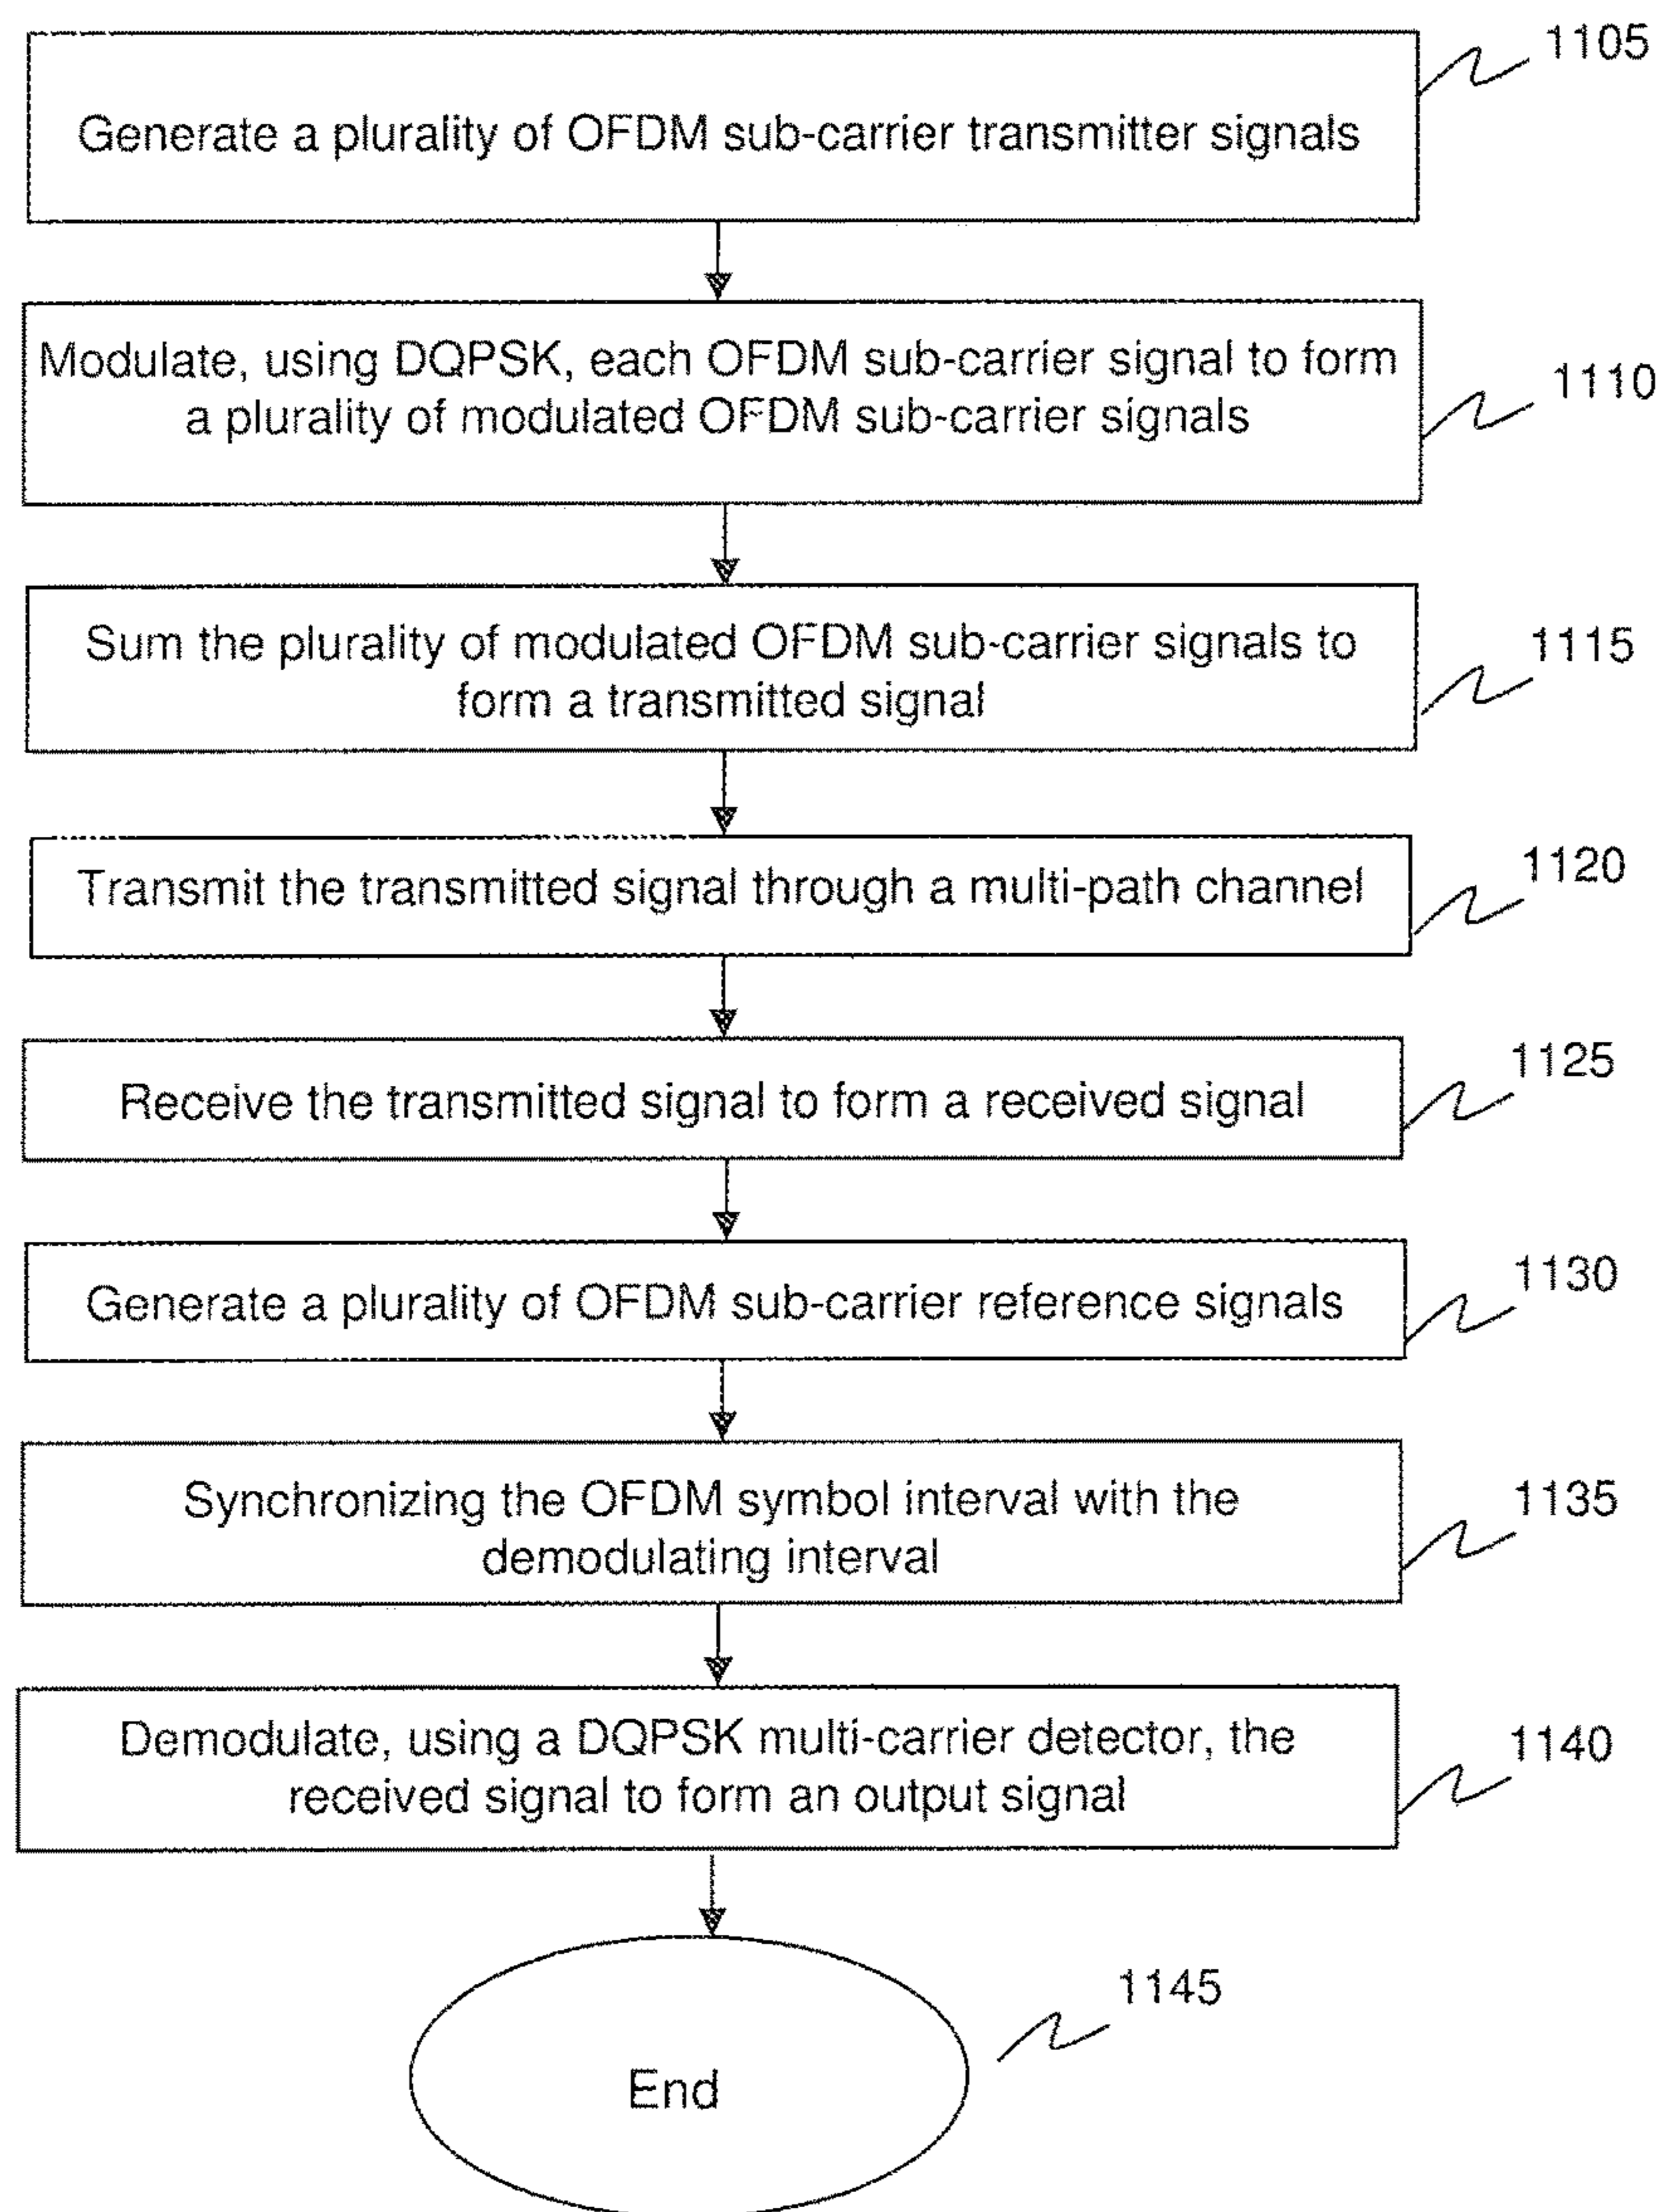 1105
Generate a plurality of OFDM sub-carrier transmitter signals
Modulate, using DQPSK, each OFDM sub-carrier signal to form
a plurality of modulated OFDM sub-carrier signals
1110
Sum the plurality of modulated OFDM sub-carrier signals to
form a transmitted signal
1115
Transmit the transmitted signal through a multi-path channel
1120
Receive the transmitted signal to form a received signal
1125
Generate a plurality of OFDM sub-carrier reference signals
1130
Synchronizing the OFDM symbol interval with the
demodulating interval
1135
Demodulate, using a DQPSK multi-carrier detector, the
received signal to form an output signal
1140
1145
End